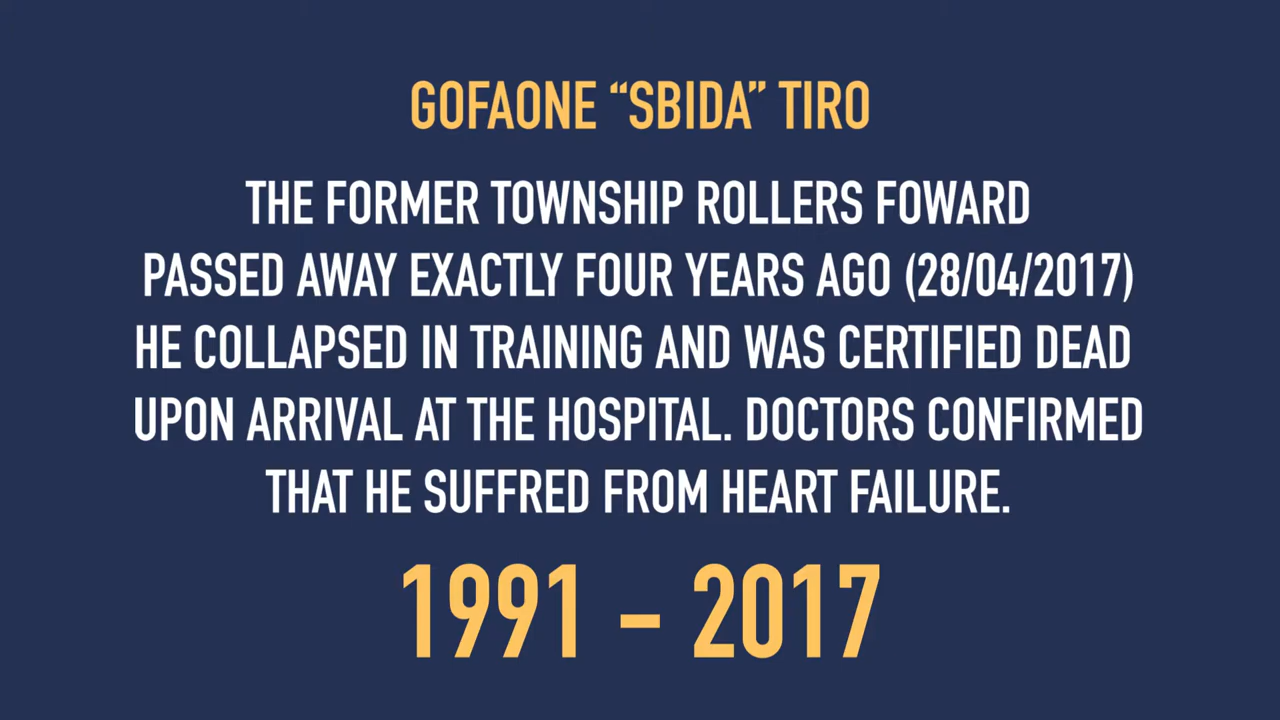 GOFAONE “SBIDA” TIRO
THE FORMER TOWNSHIP ROLLERS FOWARD
PASSED AWAY EXACTLY FOUR YEARS AGO (28/04/2017)
HE COLLAPSED IN TRAINING AND WAS CERTIFIED DEAD
UPON ARRIVAL AT THE HOSPITAL. DOCTORS CONFIRMED
THAT HE SUFFRED FROM HEART FAILURE.
1991 – 2017